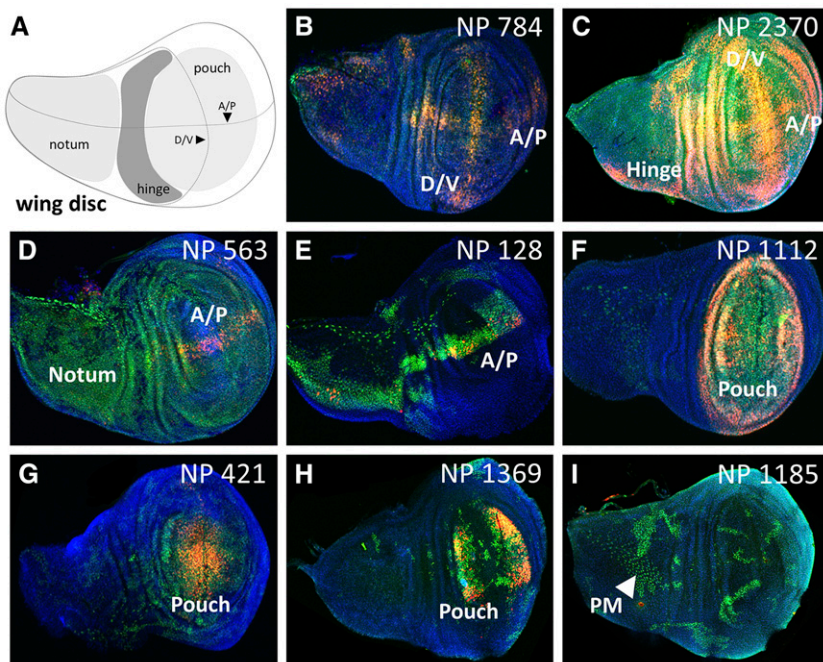 A
pouch
A/P
D/V
notum
hinge
wing disc
B
NP 784
A/P
D/V
C
NP 2370
D/V
A/P
Hinge
D
NP 563
A/P
Notum
E
NP 128
A/P
F
NP 1112
Pouch
G
NP 421
Pouch
H
NP 1369
Pouch
I
NP 1185
PM